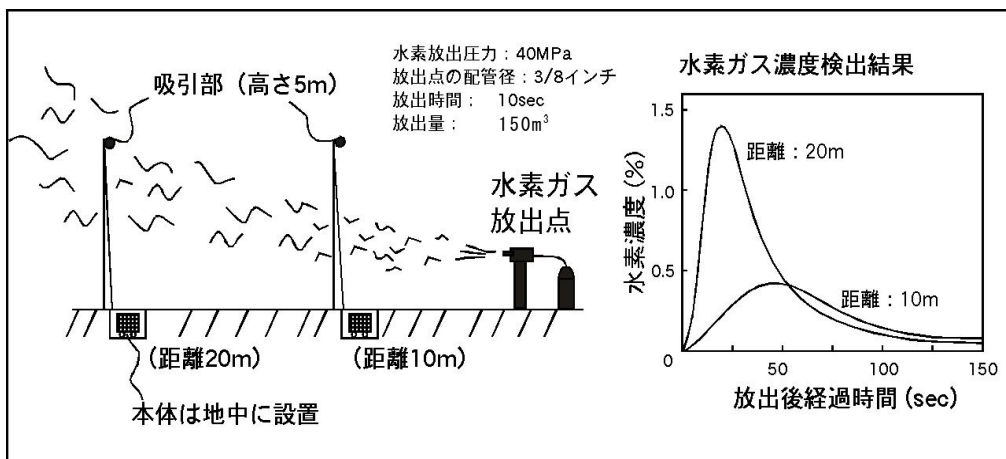 吸引部(高さ5m)
水素放出圧力:40MPa
放出点の配管径:3/8インチ
放出時間: 10sec
放出量: 150m³
水素ガス
放出点
(距離20m)
(距離10m)
本体は地中に設置
水素ガス濃度検出結果
水素濃度(%)
1.5
1.0
0.5
0
距離:20m
距離:10m
50
100
150
放出後経過時間(sec)